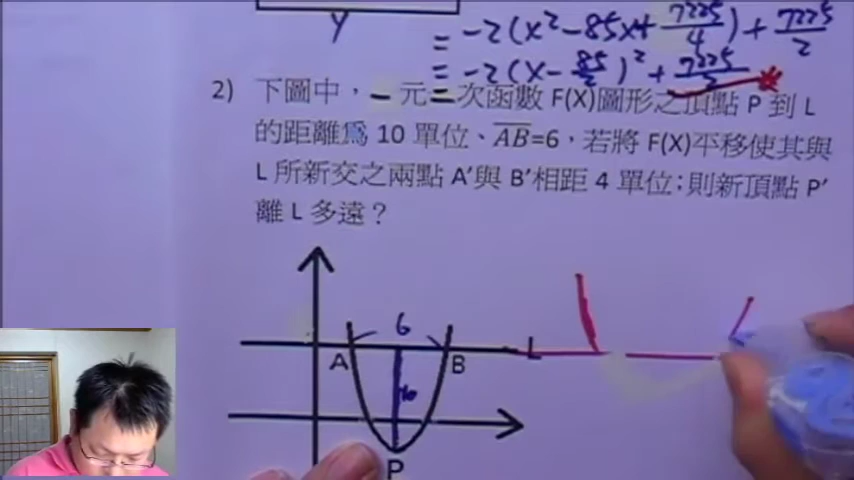 Y
= -2(x² - 85x + 7225/4) + 7225/2
= -2(x - 85/2)² + 7225/2
2) 下圖中，一元二次函數 F(X)圖形之頂點 P 到 L
的距離爲 10 單位、AB=6，若將 F(X)平移使其與
L 所新交之兩點 A'與 B'相距 4 單位；則新頂點 P'
離 L 多遠？
6
L
A
B
10
P